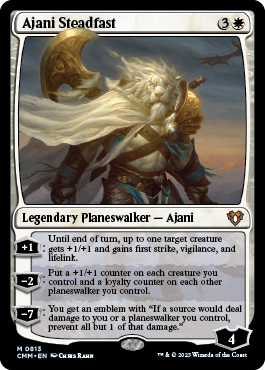 Ajani Steadfast 3
Legendary Planeswalker — Ajani
+1: Until end of turn, up to one target creature
gets +1/+1 and gains first strike, vigilance, and
lifelink.
−2: Put a +1/+1 counter on each creature you
control and a loyalty counter on each other
planeswalker you control.
−7: You get an emblem with “If a source would deal
damage to you or a planeswalker you control,
prevent all but 1 of that damage.”
4
M 0813
CMM • EN Chris Rahn
™ & © 2023 Wizards of the Coast